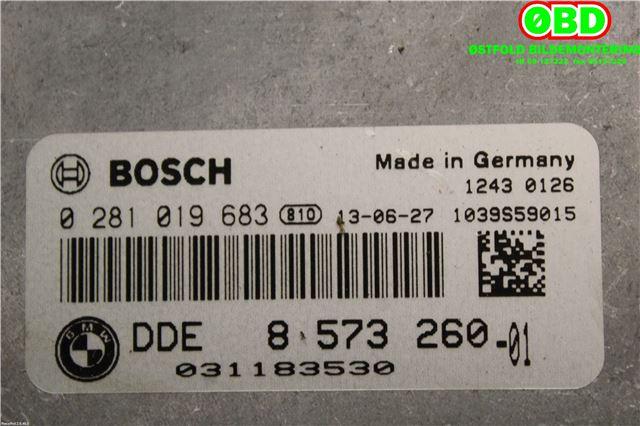 ØBD
ØSTFOLD BILDEMONTERING
BOSCH
Made in Germany
1243 0126
0 281 019 683 810 13-06-27 1039S59015
BMW
DDE 8 573 260-01
031183530